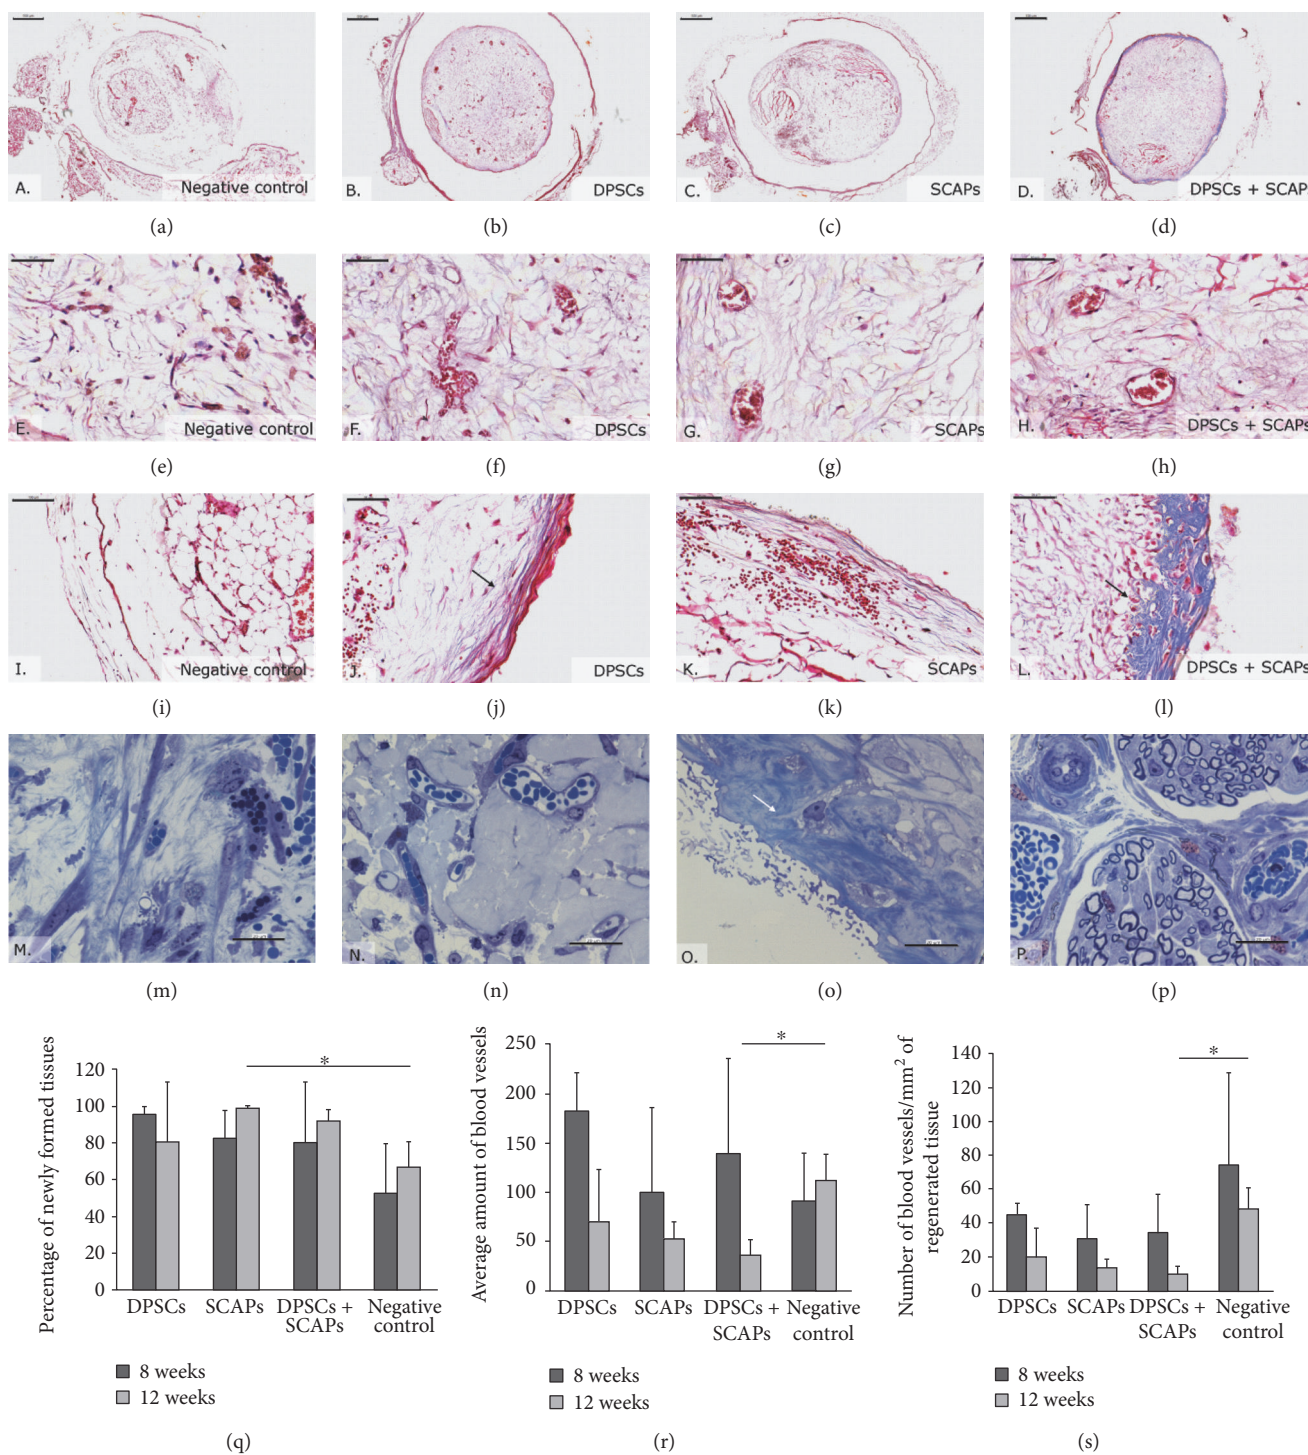 A.
Negative control
B.
DPSCs
C.
SCAPs
D.
DPSCs + SCAPs
(a)
(b)
(c)
(d)
E.
Negative control
F.
DPSCs
G.
SCAPs
H.
DPSCs + SCAPs
(e)
(f)
(g)
(h)
I.
Negative control
J.
DPSCs
K.
SCAPs
L.
DPSCs + SCAPs
(i)
(j)
(k)
(l)
M.
N.
O.
P.
(m)
(n)
(o)
(p)
Percentage of newly formed tissues
120
100
80
60
40
20
0
*
DPSCs
SCAPs
DPSCs +
SCAPs
Negative
control
8 weeks
12 weeks
(q)
Average amount of blood vessels
250
200
150
100
50
0
*
DPSCs
SCAPs
DPSCs +
SCAPs
Negative
control
8 weeks
12 weeks
(r)
Number of blood vessels/mm² of
regenerated tissue
140
120
100
80
60
40
20
0
*
DPSCs
SCAPs
DPSCs +
SCAPs
Negative
control
8 weeks
12 weeks
(s)